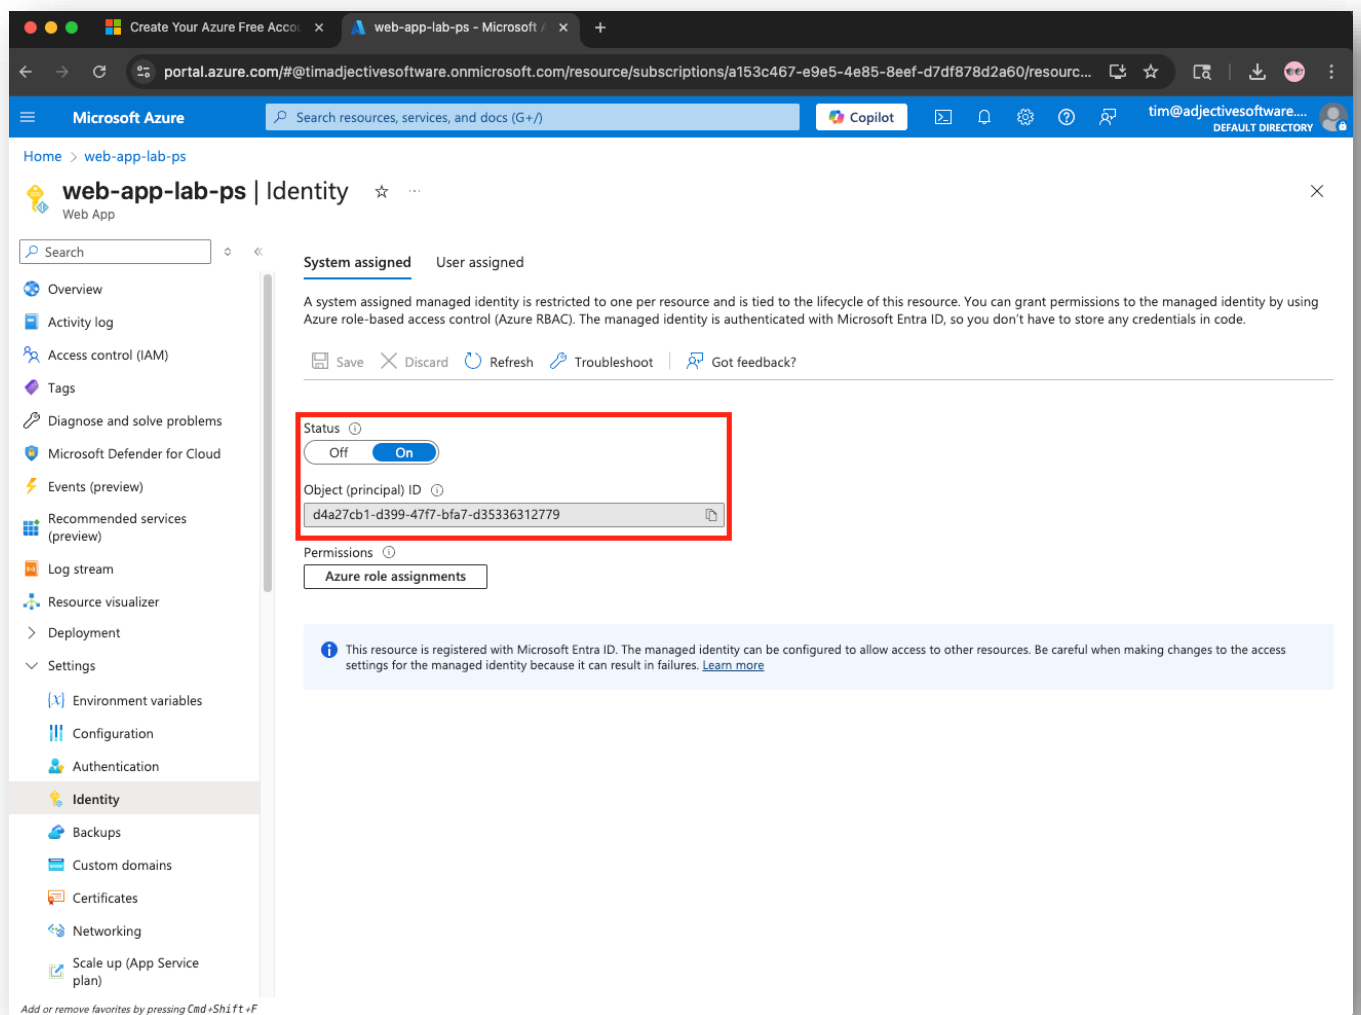 Create Your Azure Free Accou
web-app-lab-ps - Microsoft A
portal.azure.com/#@timadjectivesoftware.onmicrosoft.com/resource/subscriptions/a153c467-e9e5-4e85-8eef-d7df878d2a60/resourc...
Microsoft Azure
Search resources, services, and docs (G+/)
Copilot
tim@adjectivesoftware....
DEFAULT DIRECTORY
Home > web-app-lab-ps
web-app-lab-ps | Identity
Web App
Search
Overview
Activity log
Access control (IAM)
Tags
Diagnose and solve problems
Microsoft Defender for Cloud
Events (preview)
Recommended services
(preview)
Log stream
Resource visualizer
Deployment
Settings
Environment variables
Configuration
Authentication
Identity
Backups
Custom domains
Certificates
Networking
Scale up (App Service
plan)
Add or remove favorites by pressing Cmd+Shift+F
System assigned
User assigned
A system assigned managed identity is restricted to one per resource and is tied to the lifecycle of this resource. You can grant permissions to the managed identity by using
Azure role-based access control (Azure RBAC). The managed identity is authenticated with Microsoft Entra ID, so you don't have to store any credentials in code.
Save
Discard
Refresh
Troubleshoot
Got feedback?
Status
Off
On
Object (principal) ID
d4a27cb1-d399-47f7-bfa7-d35336312779
Permissions
Azure role assignments
This resource is registered with Microsoft Entra ID. The managed identity can be configured to allow access to other resources. Be careful when making changes to the access
settings for the managed identity because it can result in failures. Learn more